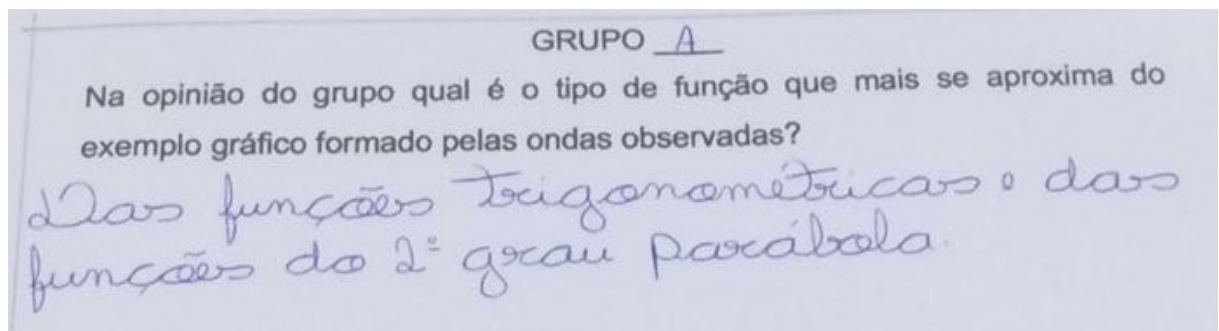 GRUPO A
Na opinião do grupo qual é o tipo de função que mais se aproxima do
exemplo gráfico formado pelas ondas observadas?
Das funções trigonométricas e das
funções do 2º grau parábola.